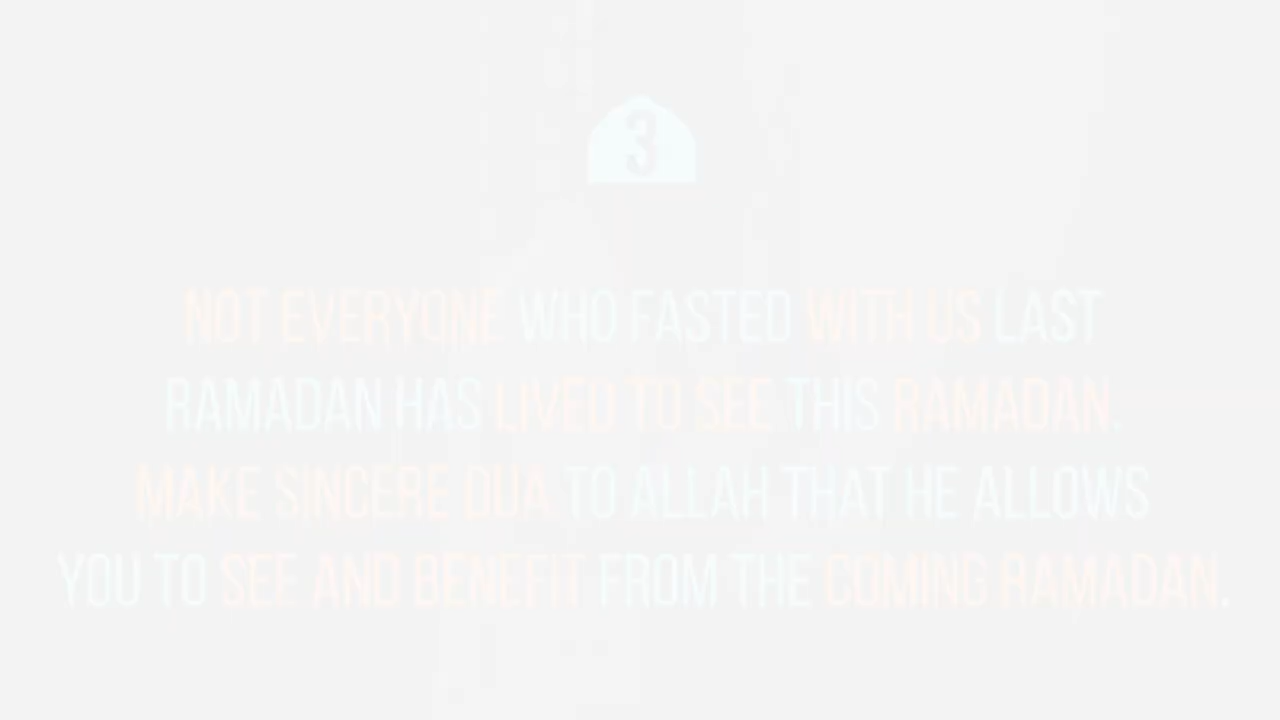 3
NOT EVERYONE WHO FASTED WITH US LAST
RAMADAN HAS LIVED TO SEE THIS RAMADAN.
MAKE SINCERE DUA TO ALLAH THAT HE ALLOWS
YOU TO SEE AND BENEFIT FROM THE COMING RAMADAN.